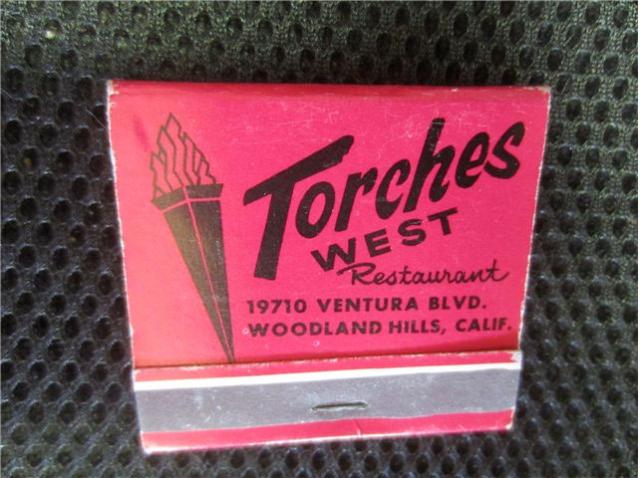 Torches
WEST
Restaurant
19710 VENTURA BLVD.
WOODLAND HILLS, CALIF.